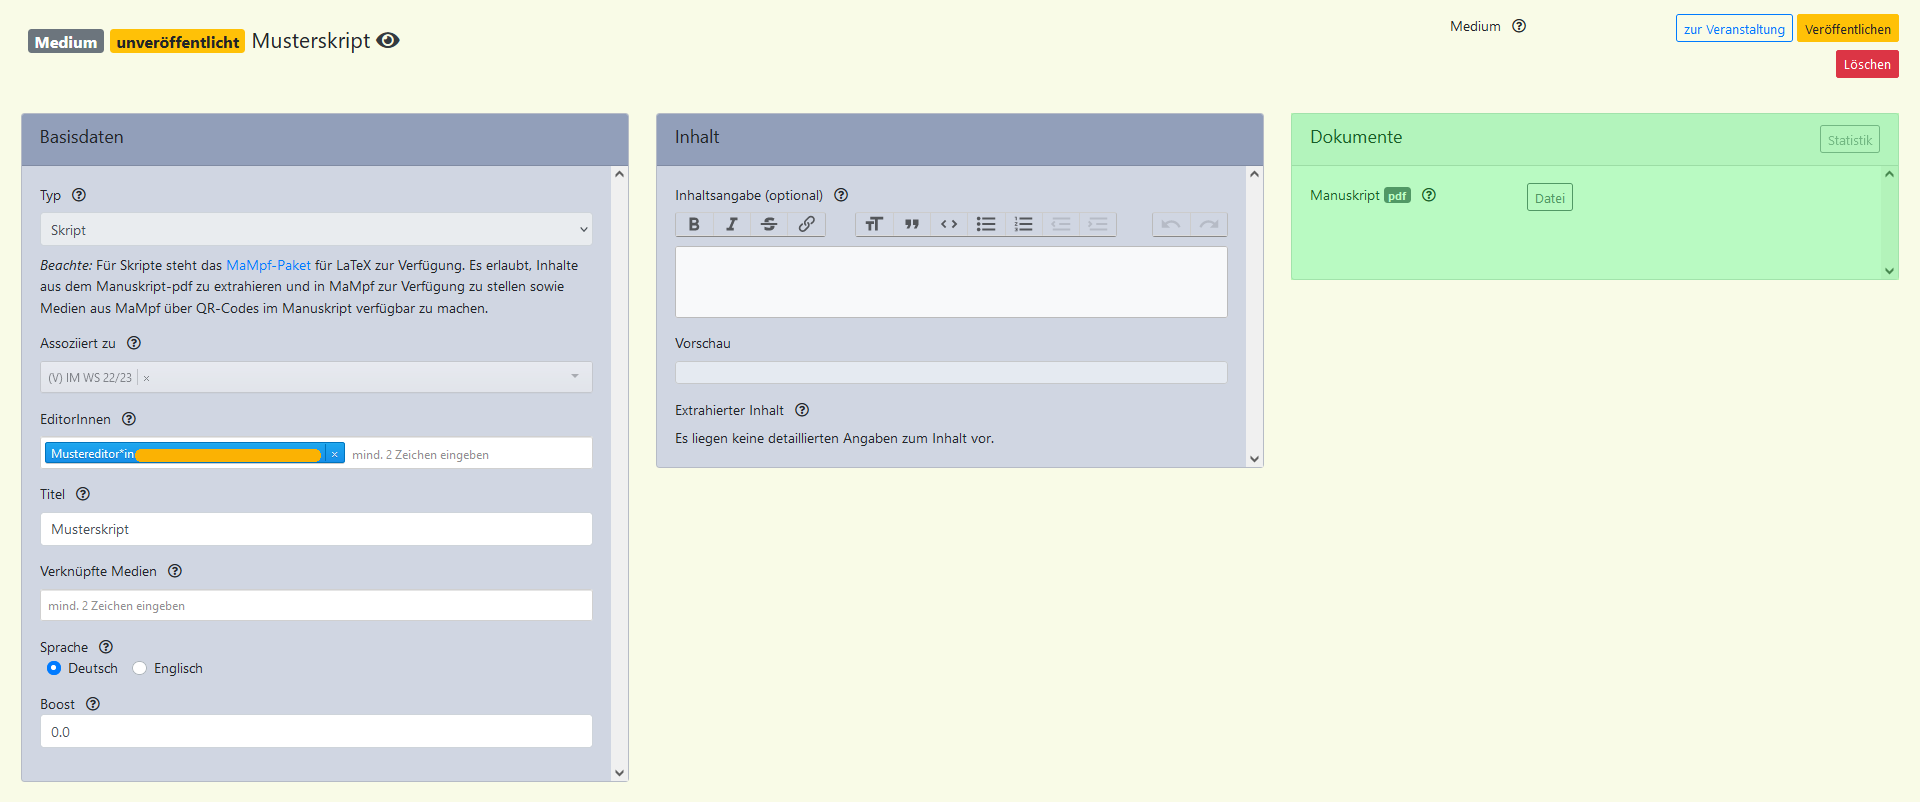 Medium unveröffentlicht Musterskript
Medium
zur Veranstaltung
Veröffentlichen
Löschen
Basisdaten
Typ
Skript
Beachte: Für Skripte steht das MaMpf-Paket für LaTeX zur Verfügung. Es erlaubt, Inhalte
aus dem Manuskript-pdf zu extrahieren und in MaMpf zur Verfügung zu stellen sowie
Medien aus MaMpf über QR-Codes im Manuskript verfügbar zu machen.
Assoziiert zu
(V) IM WS 22/23 ×
EditorInnen
Mustereditor*in × mind. 2 Zeichen eingeben
Titel
Musterskript
Verknüpfte Medien
mind. 2 Zeichen eingeben
Sprache
Deutsch Englisch
Boost
0.0
Inhalt
Inhaltsangabe (optional)
Vorschau
Extrahierter Inhalt
Es liegen keine detaillierten Angaben zum Inhalt vor.
Dokumente
Statistik
Manuskript pdf
Datei